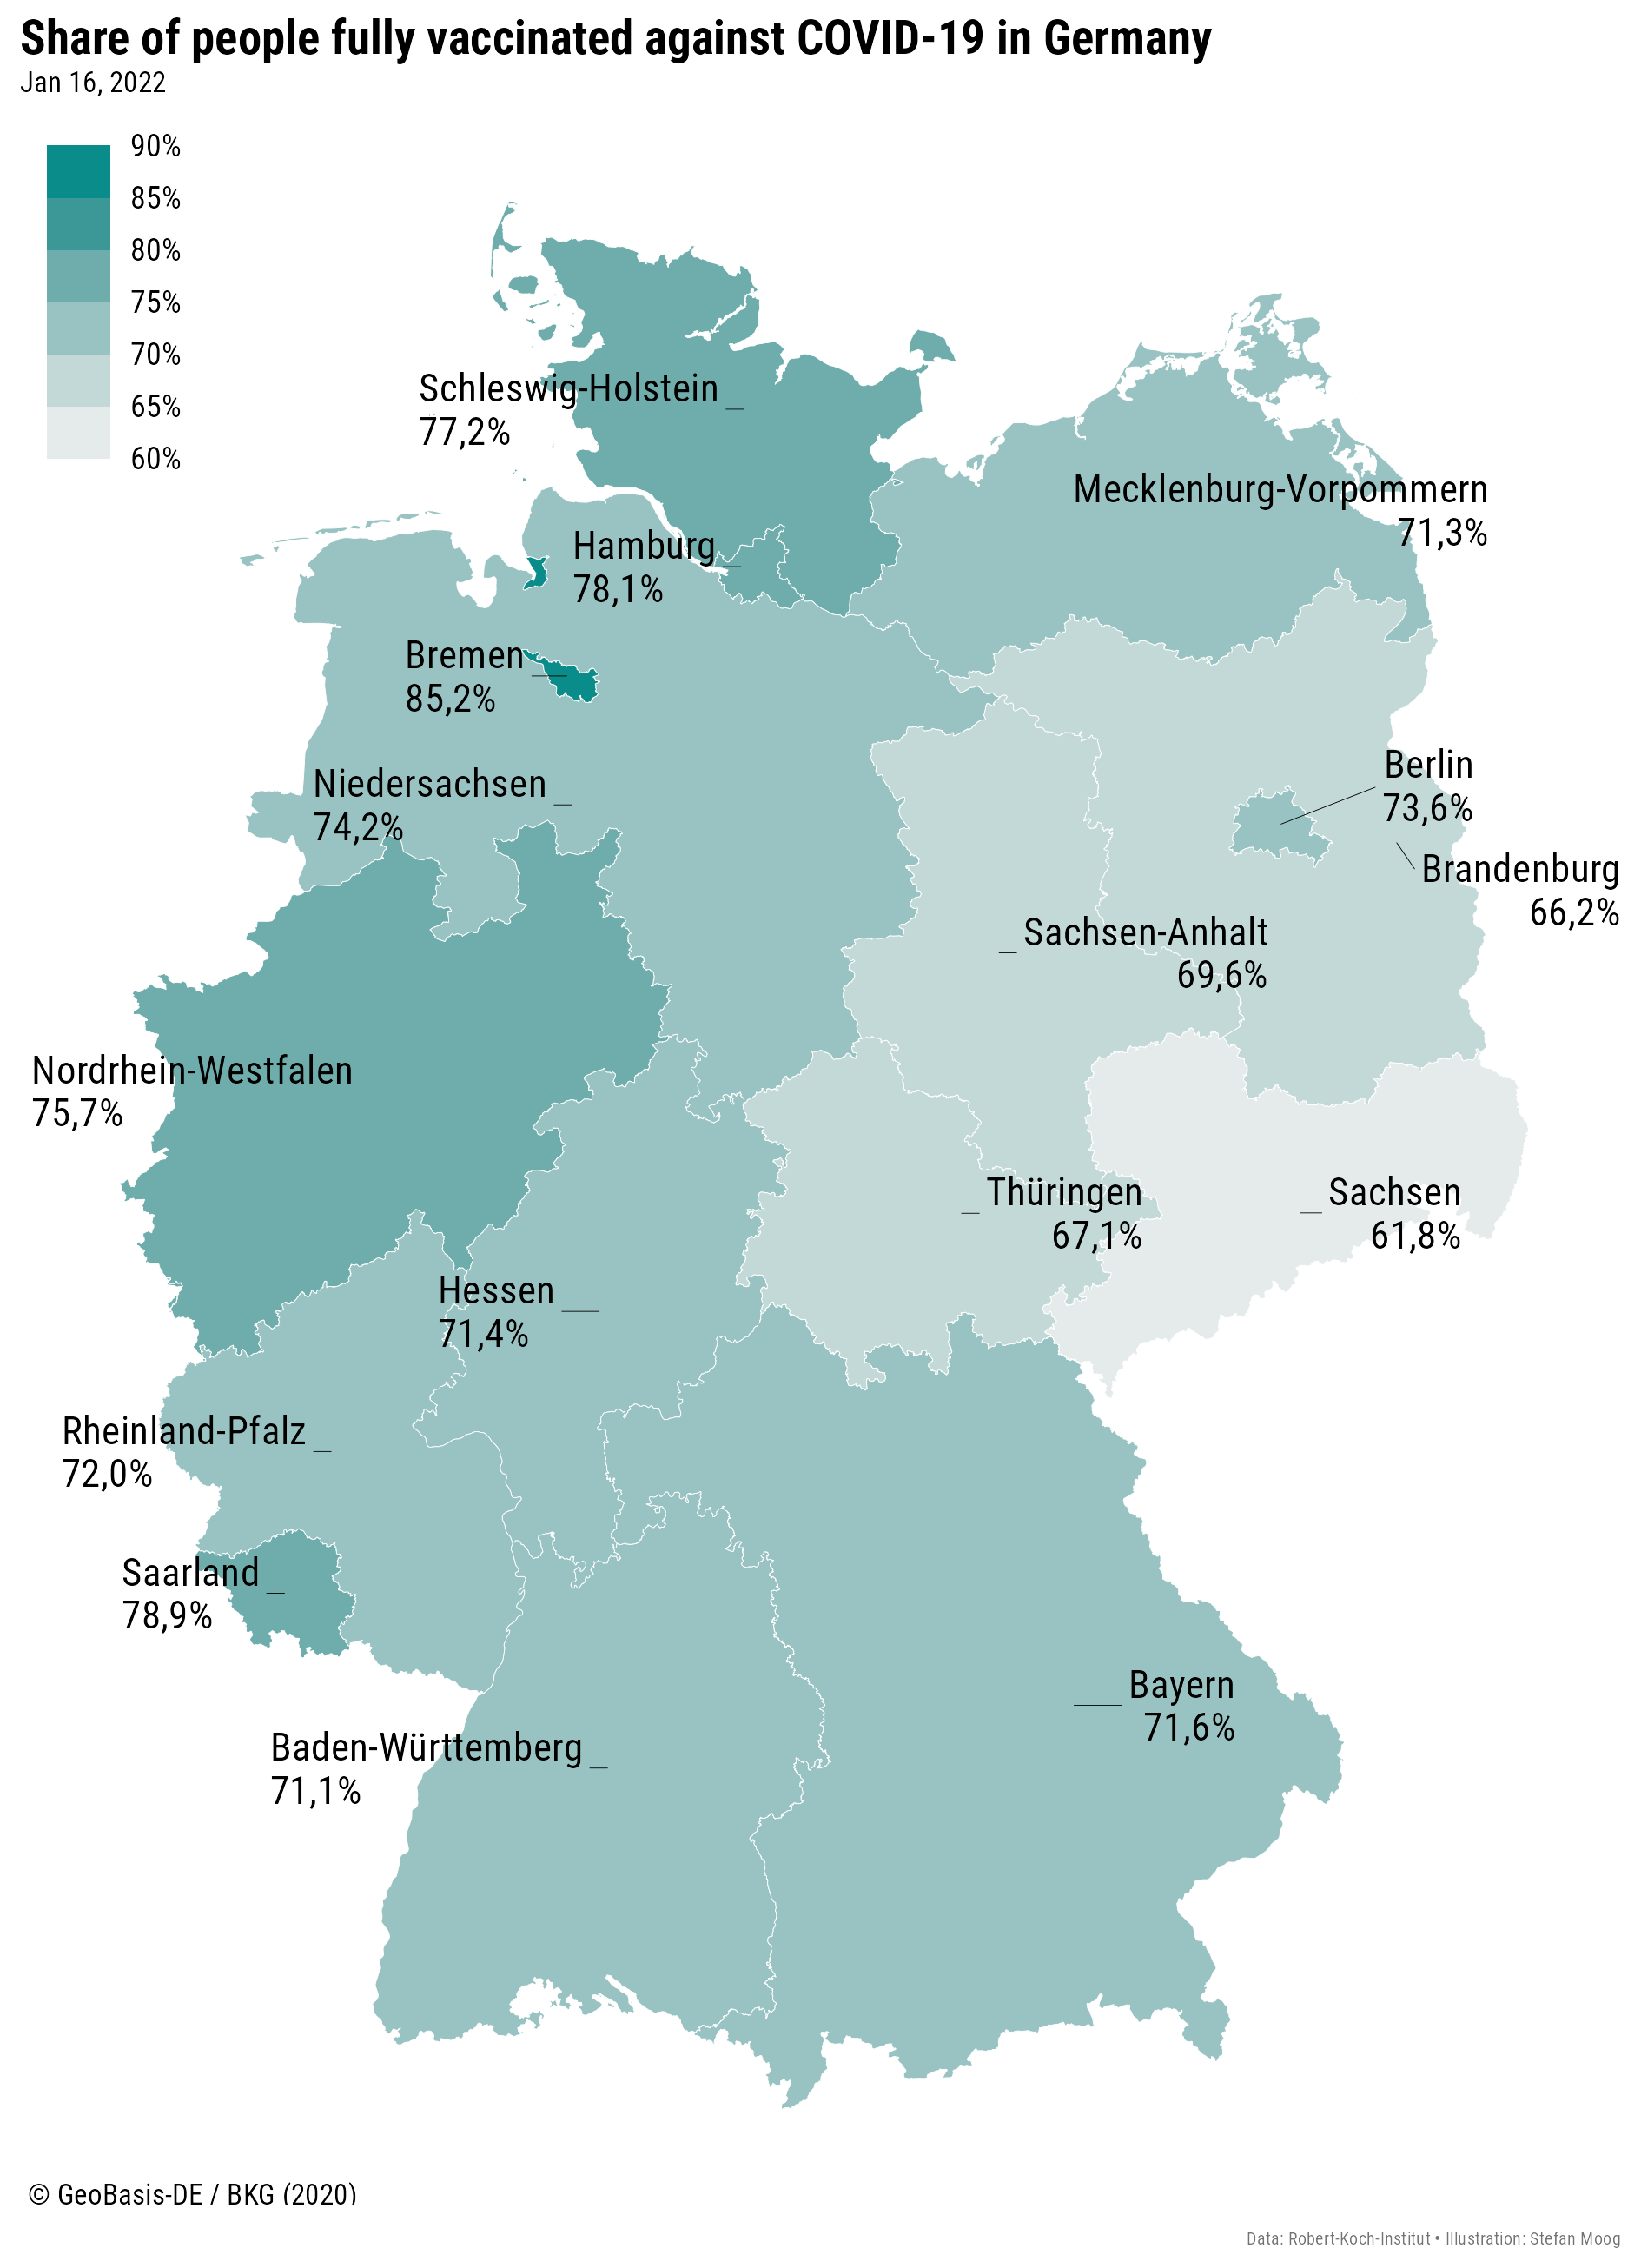 Share of people fully vaccinated against COVID-19 in Germany
Jan 16, 2022
90%
85%
80%
75%
70%
65%
60%
Schleswig-Holstein
77,2%
Mecklenburg-Vorpommern
71,3%
Hamburg
78,1%
Bremen
85,2%
Niedersachsen
74,2%
Berlin
73,6%
Brandenburg
66,2%
Sachsen-Anhalt
69,6%
Nordrhein-Westfalen
75,7%
Thüringen
67,1%
Sachsen
61,8%
Hessen
71,4%
Rheinland-Pfalz
72,0%
Saarland
78,9%
Bayern
71,6%
Baden-Württemberg
71,1%
© GeoBasis-DE / BKG (2020)
Data: Robert-Koch-Institut • Illustration: Stefan Moog